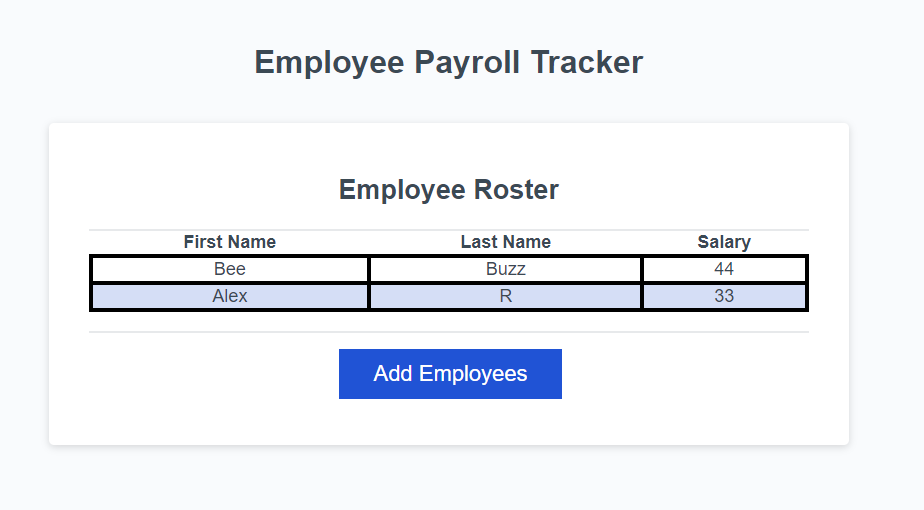 Employee Payroll Tracker
Employee Roster
First Name Last Name Salary
Bee Buzz 44
Alex R 33
Add Employees